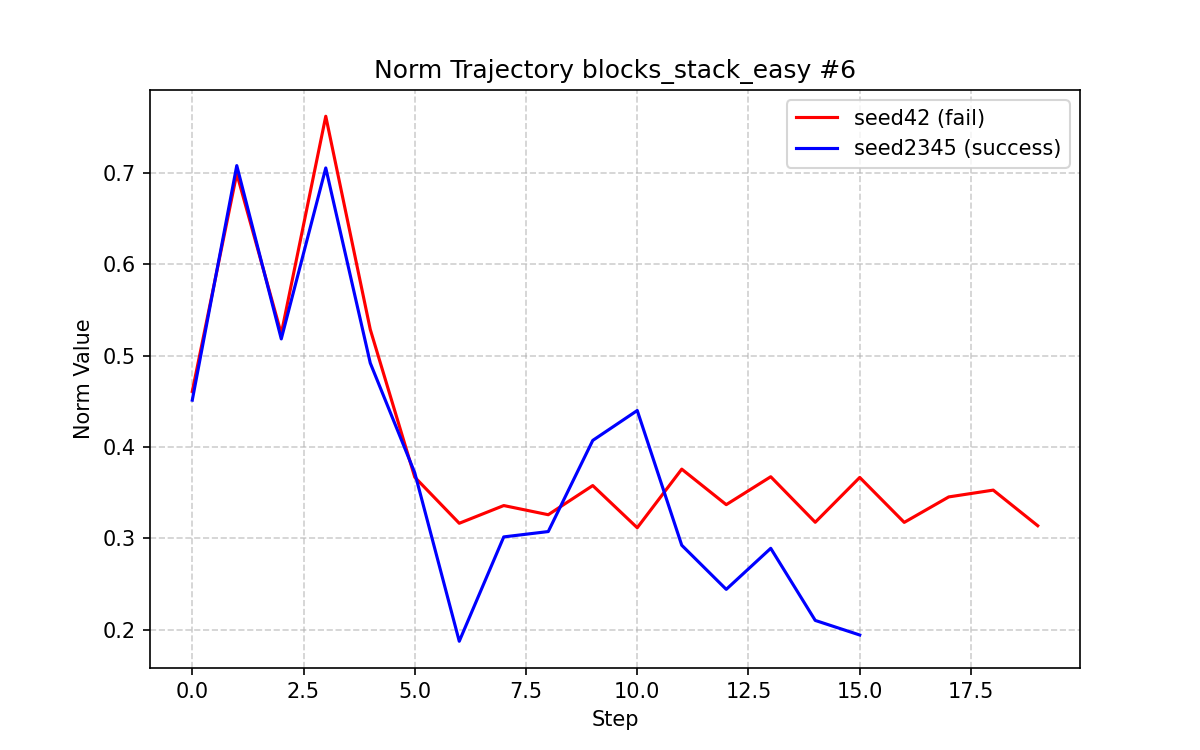 Norm Trajectory blocks_stack_easy #6
seed42 (fail)
seed2345 (success)
Norm Value
0.7
0.6
0.5
0.4
0.3
0.2
0.0 2.5 5.0 7.5 10.0 12.5 15.0 17.5
Step